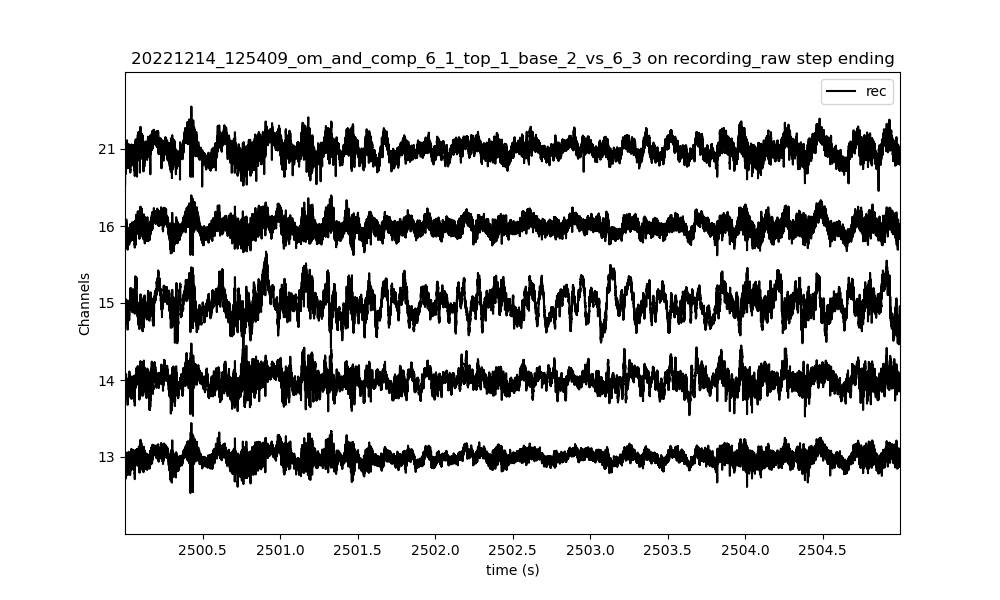 20221214_125409_om_and_comp_6_1_top_1_base_2_vs_6_3 on recording_raw step ending
rec
21
16
15
14
13
Channels
2500.5 2501.0 2501.5 2502.0 2502.5 2503.0 2503.5 2504.0 2504.5
time (s)